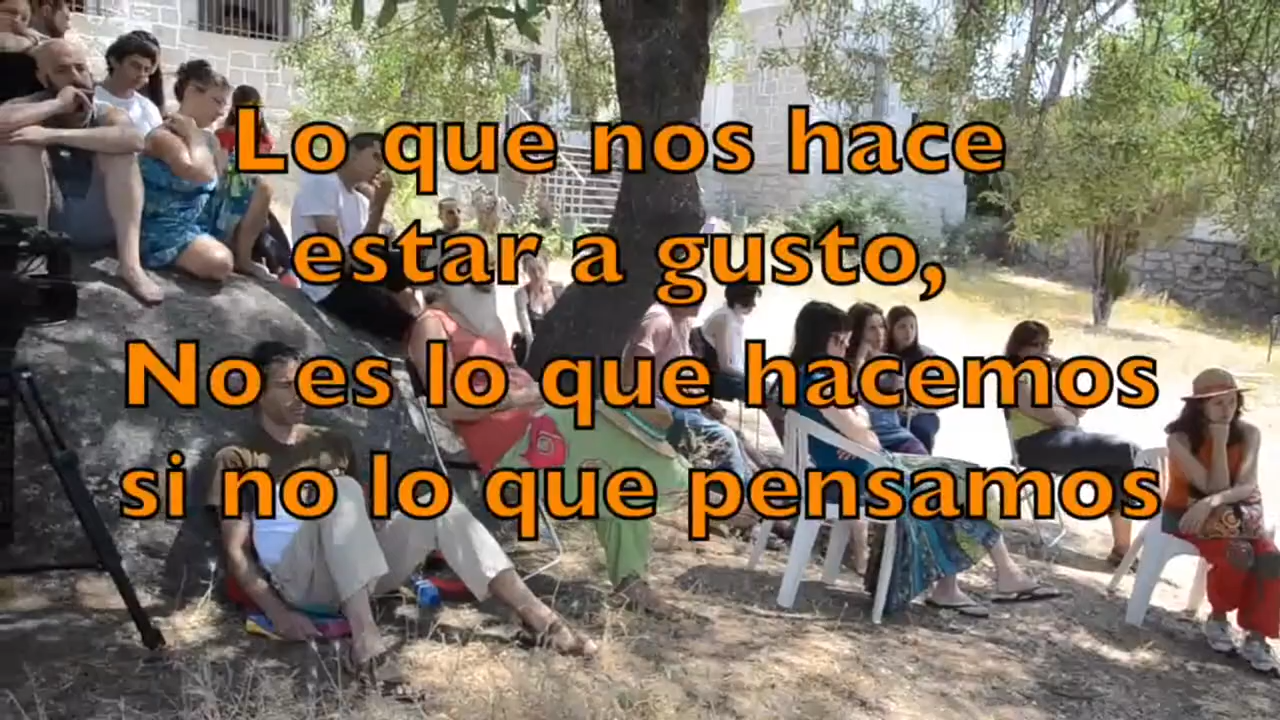 Lo que nos hace
estar a gusto,
No es lo que hacemos
si no lo que pensamos